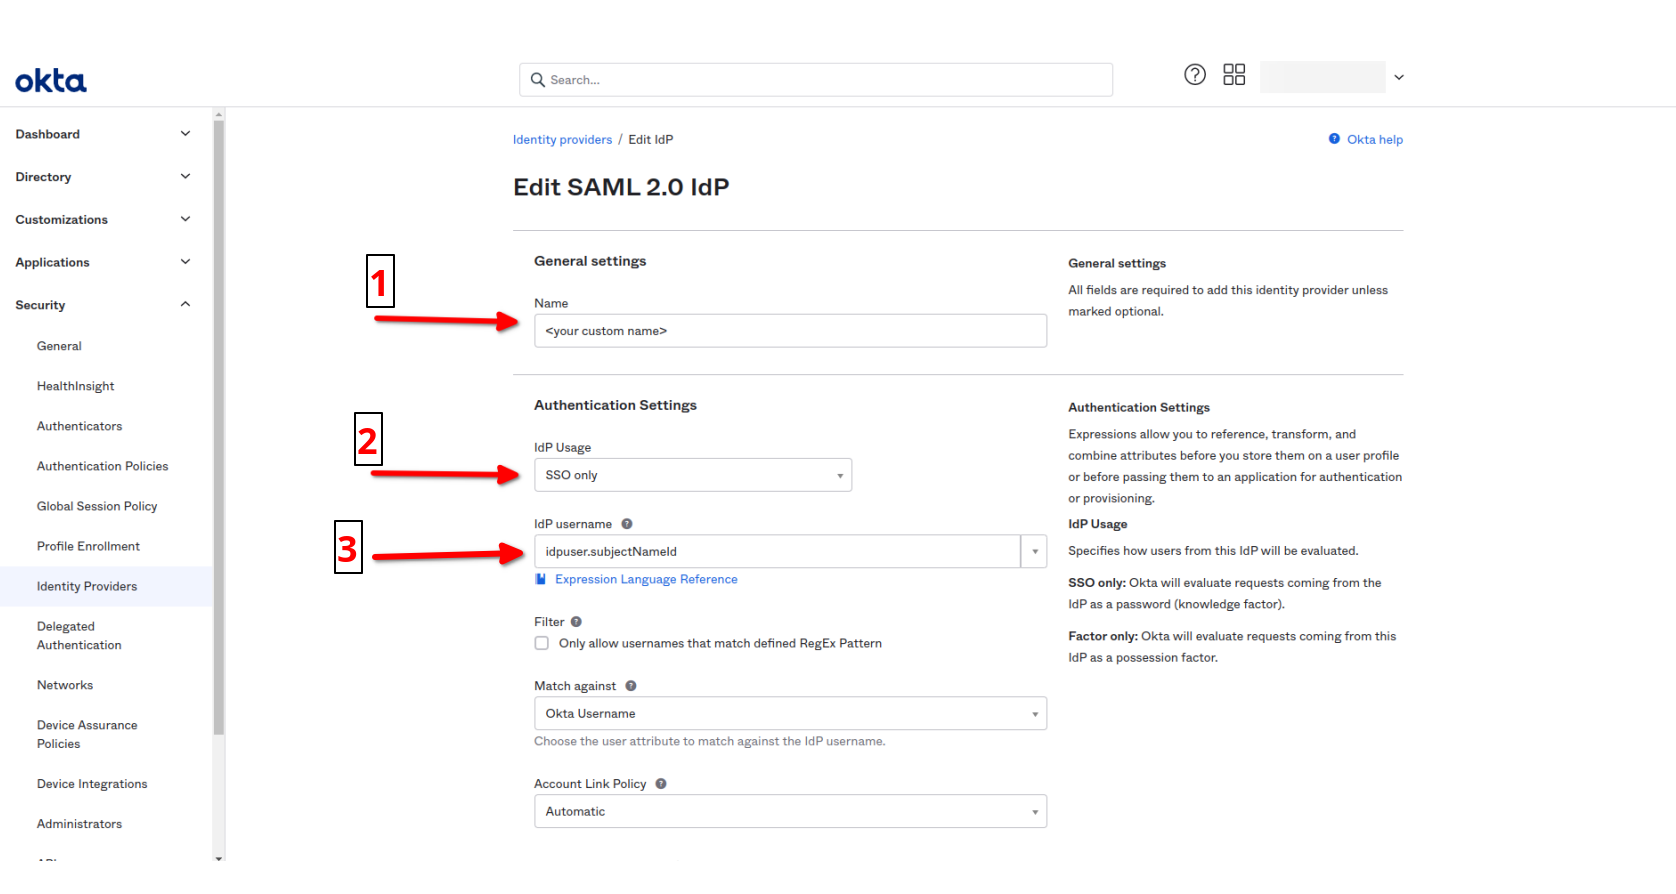 okta
Search...
Dashboard
Directory
Customizations
Applications
Security
General
HealthInsight
Authenticators
Authentication Policies
Global Session Policy
Profile Enrollment
Identity Providers
Delegated
Authentication
Networks
Device Assurance
Policies
Device Integrations
Administrators
Identity providers / Edit IdP
Okta help
Edit SAML 2.0 IdP
General settings
1
Name
<your custom name>
General settings
All fields are required to add this identity provider unless
marked optional.
Authentication Settings
2
IdP Usage
SSO only
3
IdP username
idpuser.subjectNameId
Expression Language Reference
Filter
Only allow usernames that match defined RegEx Pattern
Match against
Okta Username
Choose the user attribute to match against the IdP username.
Account Link Policy
Automatic
Authentication Settings
Expressions allow you to reference, transform, and
combine attributes before you store them on a user profile
or before passing them to an application for authentication
or provisioning.
IdP Usage
Specifies how users from this IdP will be evaluated.
SSO only: Okta will evaluate requests coming from the
IdP as a password (knowledge factor).
Factor only: Okta will evaluate requests coming from this
IdP as a possession factor.